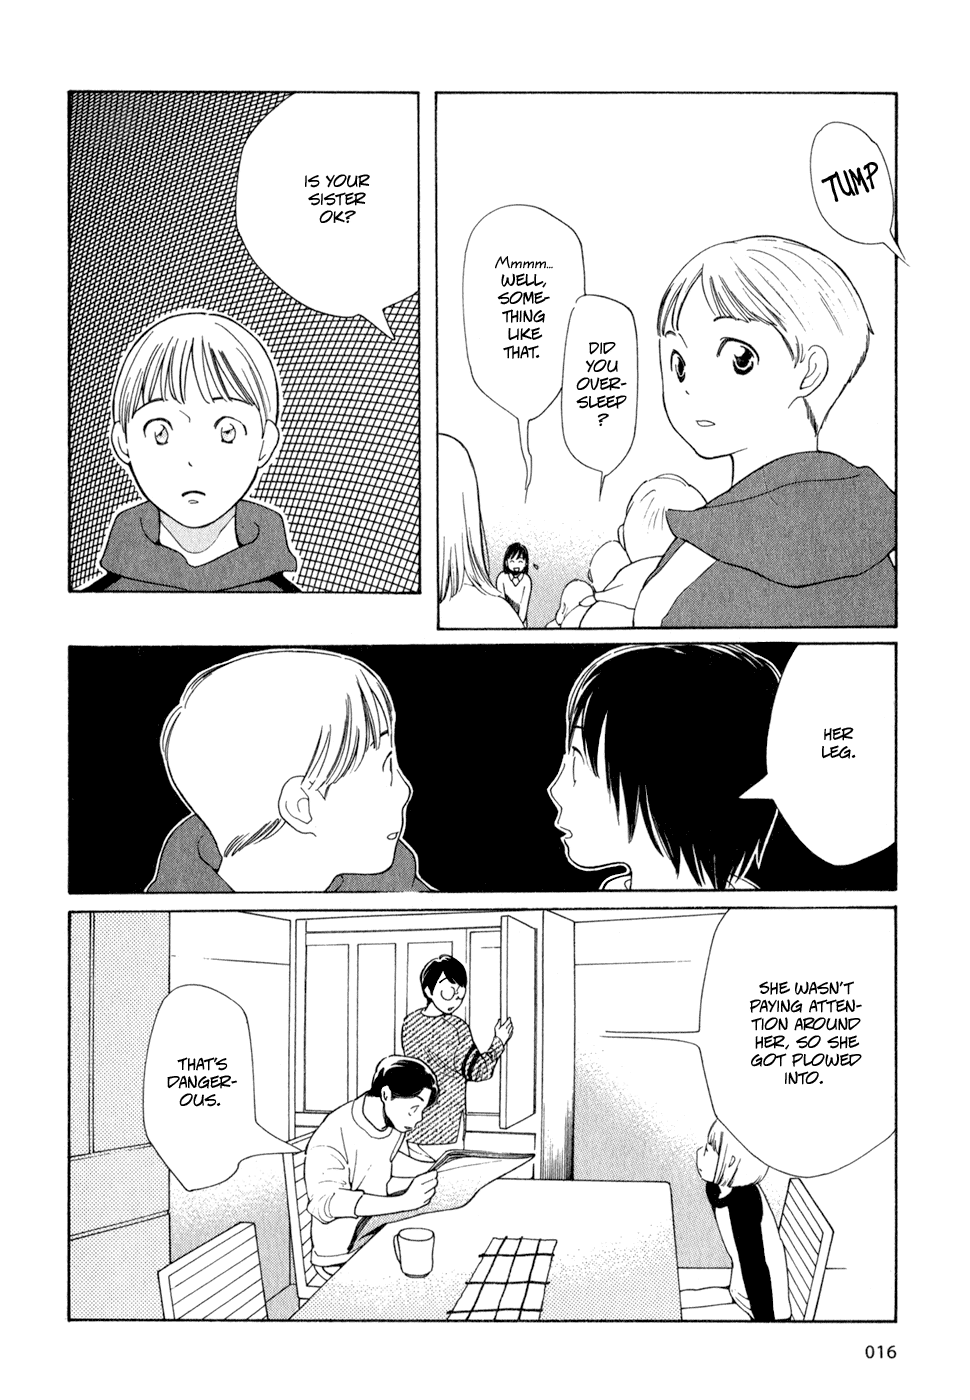 TUMP
DID
YOU
OVER-
SLEEP
?
Mmmm...
WELL,
SOME-
THING
LIKE
THAT.
IS YOUR
SISTER
OK?
HER
LEG.
SHE WASN'T
PAYING ATTEN-
TION AROUND
HER, SO SHE
GOT PLOWED
INTO.
THAT'S
DANGER-
OUS.
016